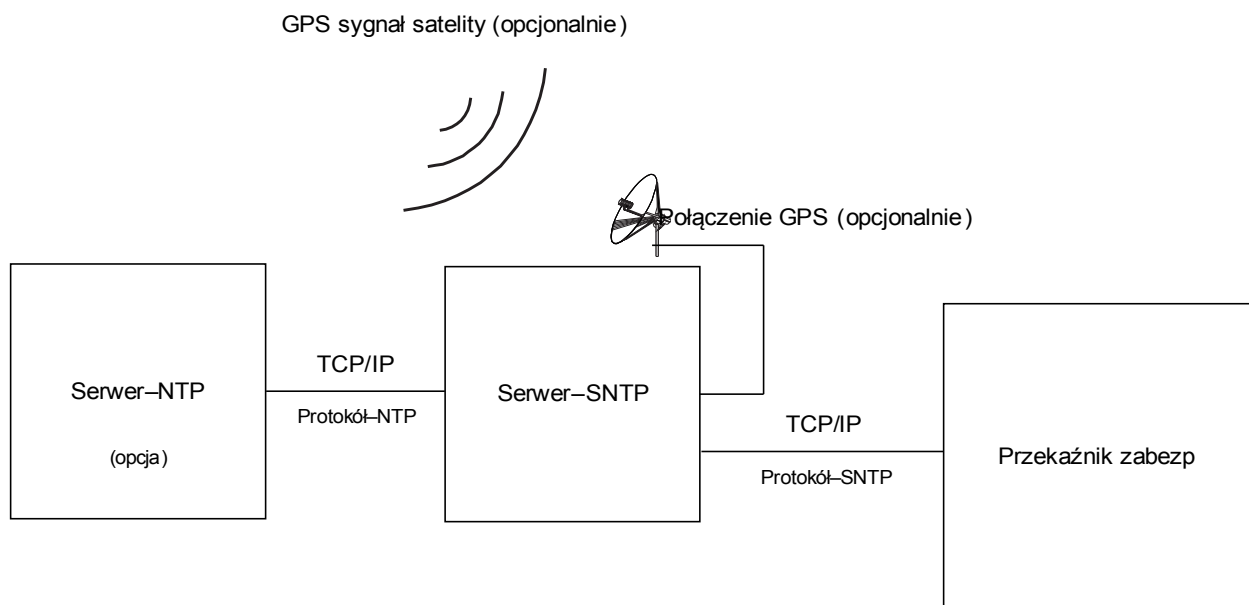 GPS sygnał satelity (opcjonalnie)
Połączenie GPS (opcjonalnie)
Serwer–NTP
(opcja)
TCP/IP
Protokół–NTP
Serwer–SNTP
TCP/IP
Protokół–SNTP
Przekaźnik zabezp